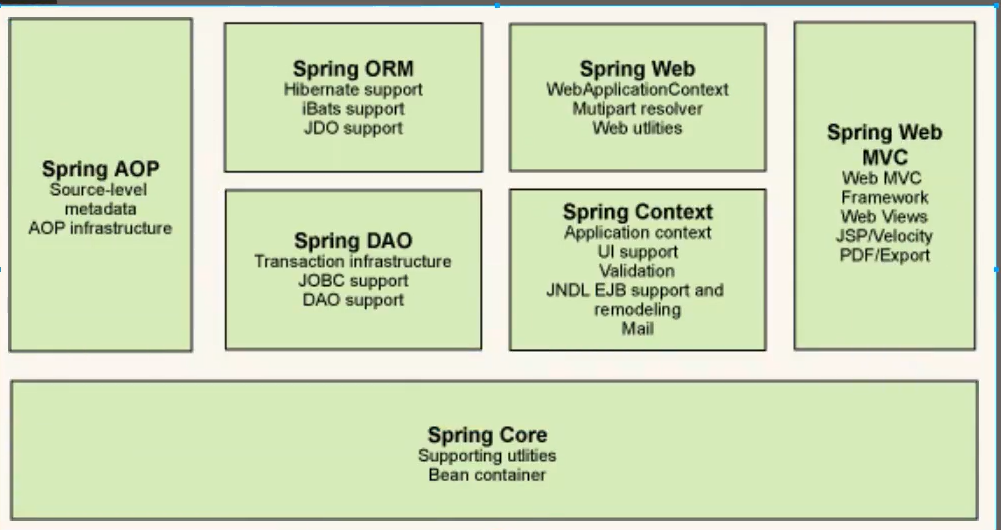 Spring AOP
Source-level
metadata
AOP infrastructure
Spring ORM
Hibernate support
iBats support
JDO support
Spring DAO
Transaction infrastructure
JOBC support
DAO support
Spring Web
WebApplicationContext
Mutipart resolver
Web utlities
Spring Context
Application context
UI support
Validation
JNDL EJB support and
remodeling
Mail
Spring Web
MVC
Web MVC
Framework
Web Views
JSP/Velocity
PDF/Export
Spring Core
Supporting utlities
Bean container